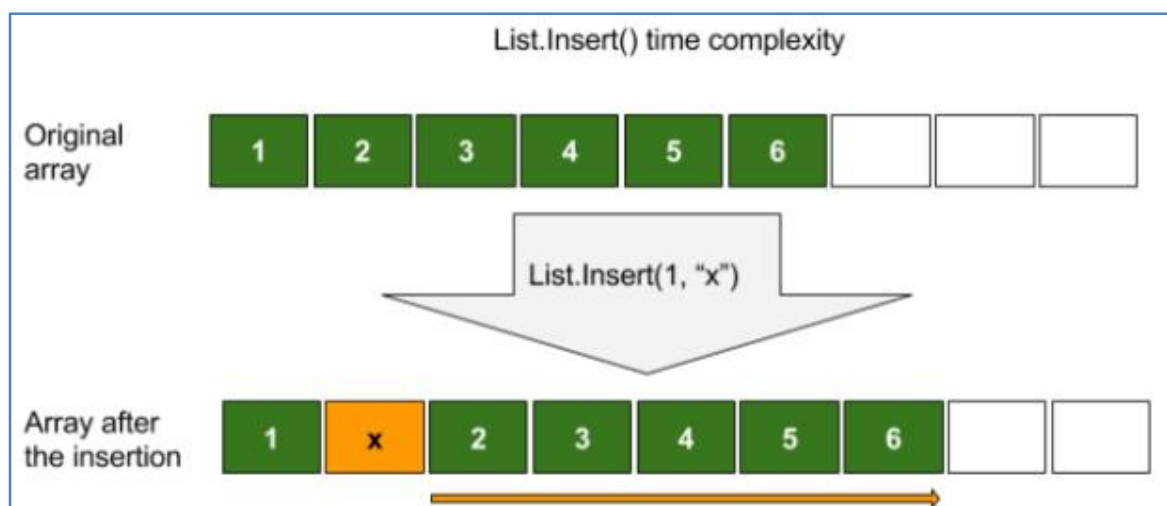 List.Insert() time complexity
Original
array
1 2 3 4 5 6
List.Insert(1, “x”)
Array after
the insertion
1 x 2 3 4 5 6